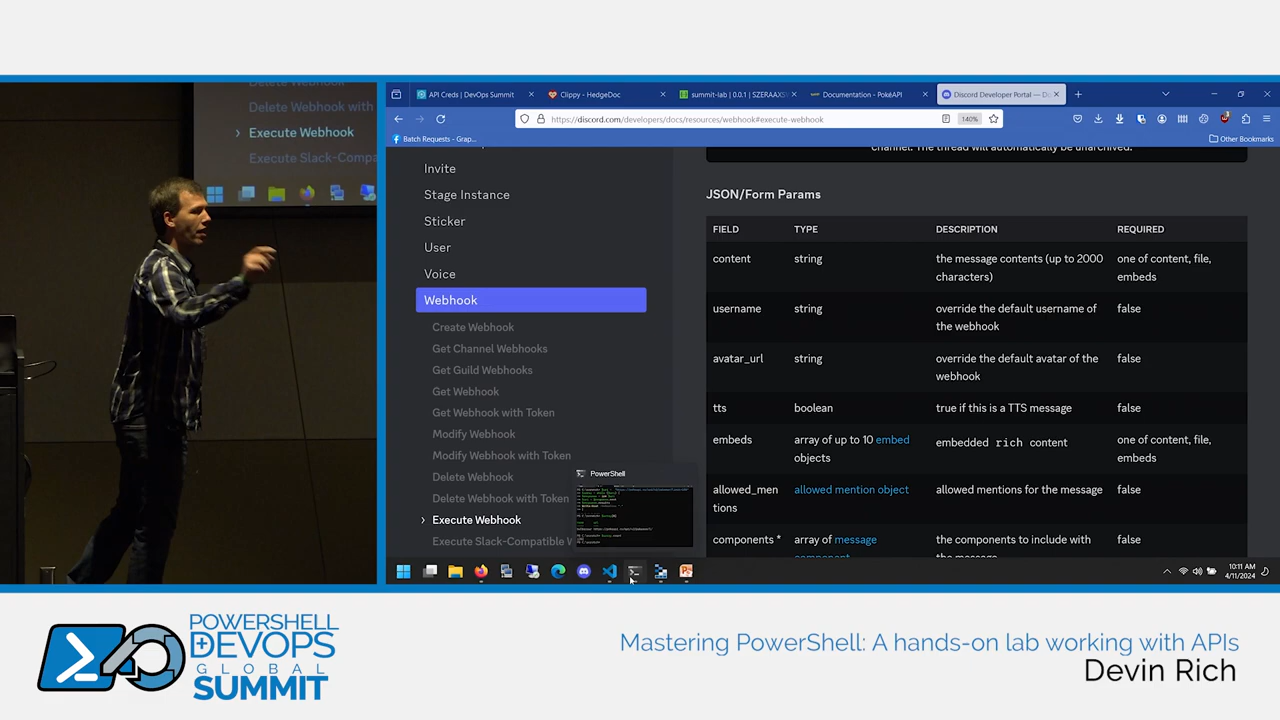 Delete Webhook
Delete Webhook with
Execute Webhook
Execute Slack-Compa
API Creds | DevOps Summit
Clippy - HedgeDoc
summit-lab | 0.0.1 | SZERAAX
Documentation - PokéAPI
Discord Developer Portal — Do
https://discord.com/developers/docs/resources/webhook#execute-webhook
140%
Batch Requests - Grap...
Other Bookmarks
channel. The thread will automatically be unarchived.
Invite
Stage Instance
Sticker
User
Voice
Webhook
Create Webhook
Get Channel Webhooks
Get Guild Webhooks
Get Webhook
Get Webhook with Token
Modify Webhook
Modify Webhook with Token
Delete Webhook
Delete Webhook with Token
Execute Webhook
Execute Slack-Compatible W
JSON/Form Params
FIELD TYPE DESCRIPTION REQUIRED
content string the message contents (up to 2000 one of content, file,
characters) embeds
username string override the default username of false
the webhook
avatar_url string override the default avatar of the false
webhook
tts boolean true if this is a TTS message false
embeds array of up to 10 embed embedded rich content one of content, file,
objects embeds
allowed_men allowed mention object allowed mentions for the message false
tions
components * array of message the components to include with false
component the message
PowerShell
10:11 AM
4/11/2024
POWERSHELL
+DEVOPS
GLOBAL
SUMMIT
Mastering PowerShell: A hands-on lab working with APIs
Devin Rich